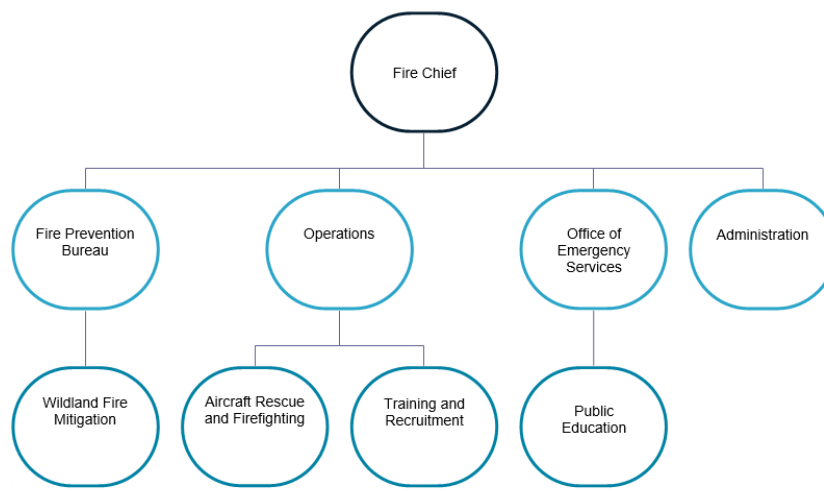 Fire Chief
Fire Prevention
Bureau
Operations
Office of
Emergency
Services
Administration
Wildland Fire
Mitigation
Aircraft Rescue
and Firefighting
Training and
Recruitment
Public
Education